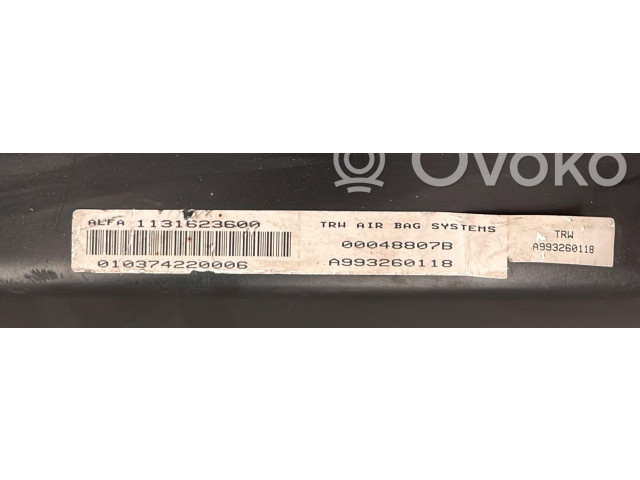 Ovoko
ALFA 1131623600
010374220006
TRW AIR BAG SYSTEMS
00048807B
A993260118
TRW
A993260118